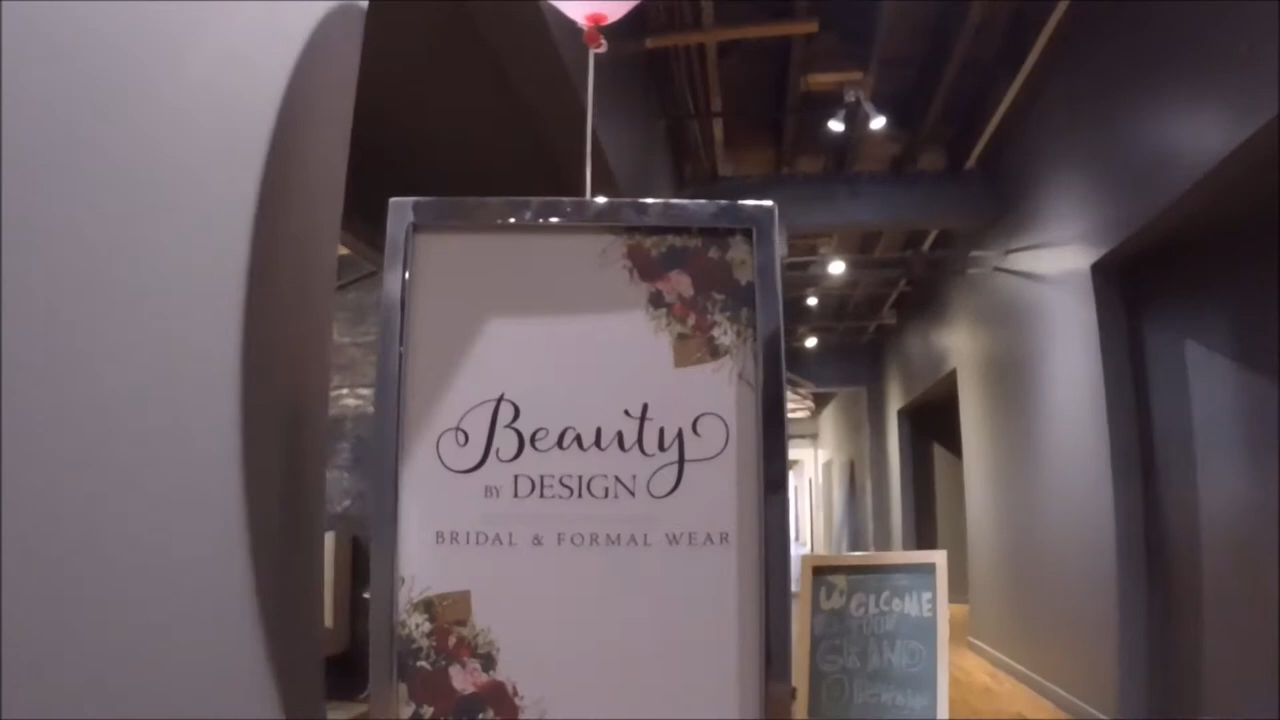 Beauty
BY DESIGN
BRIDAL & FORMAL WEAR
WELCOME
GRAND